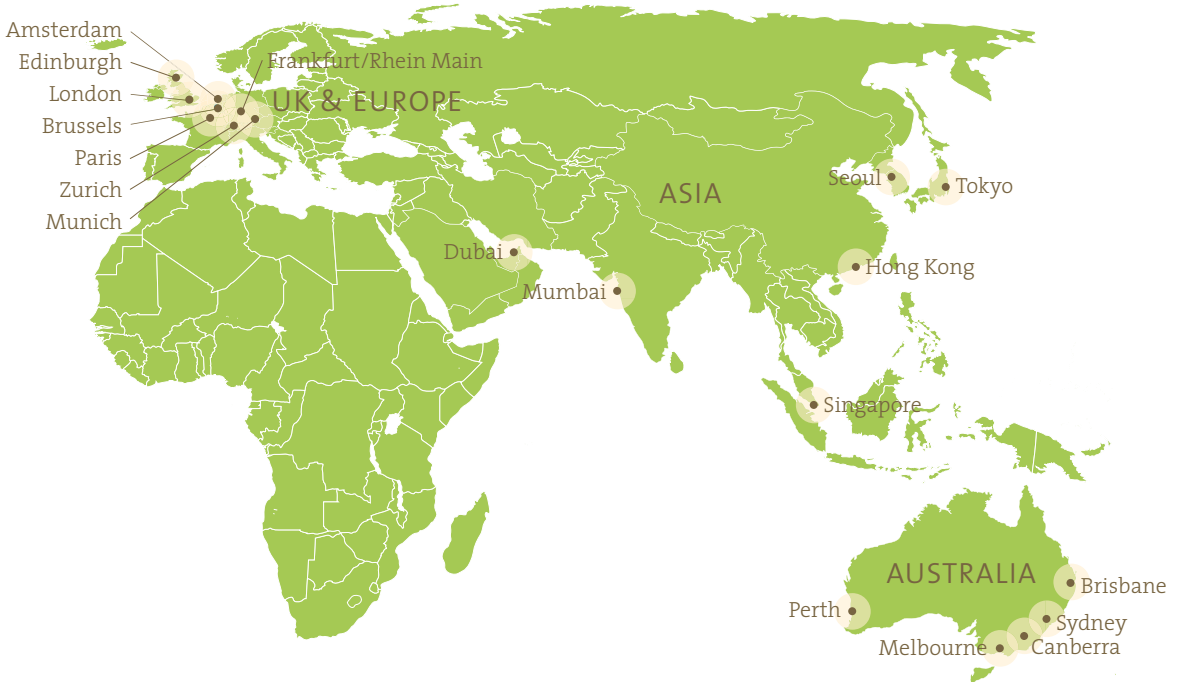 Amsterdam
Edinburgh
London
Brussels
Paris
Zurich
Munich
Frankfurt/Rhein Main
UK & EUROPE
ASIA
Seoul
Tokyo
Dubai
Mumbai
Hong Kong
Singapore
AUSTRALIA
Perth
Brisbane
Sydney
Melbourne
Canberra